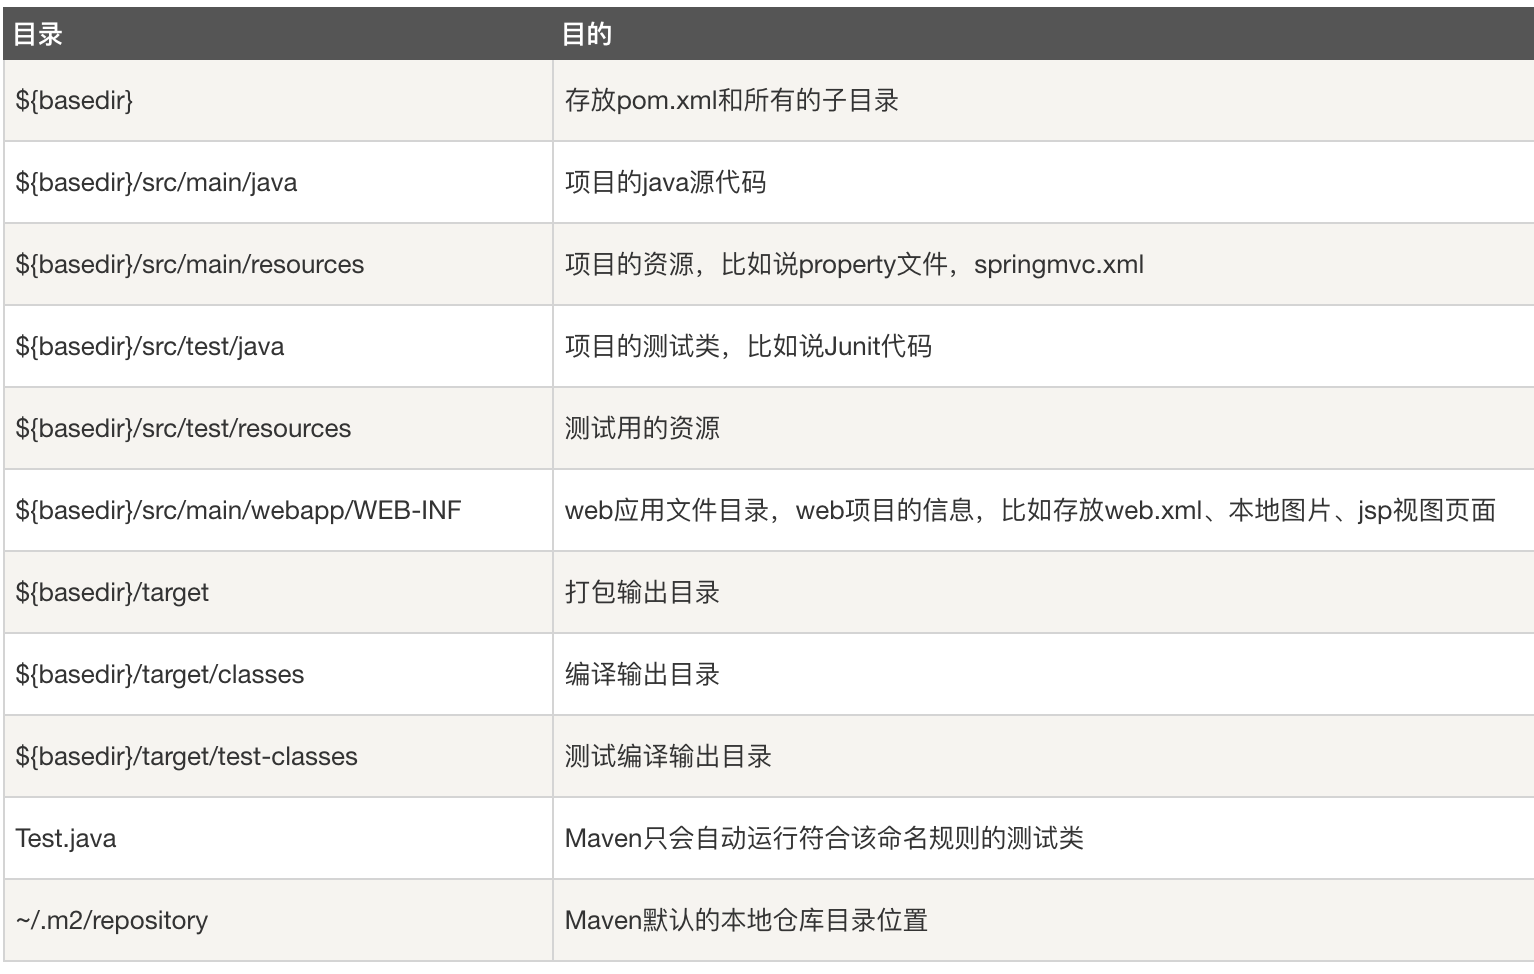 目录 目的
${basedir} 存放pom.xml和所有的子目录
${basedir}/src/main/java 项目的java源代码
${basedir}/src/main/resources 项目的资源，比如说property文件，springmvc.xml
${basedir}/src/test/java 项目的测试类，比如说Junit代码
${basedir}/src/test/resources 测试用的资源
${basedir}/src/main/webapp/WEB-INF web应用文件目录，web项目的信息，比如存放web.xml、本地图片、jsp视图页面
${basedir}/target 打包输出目录
${basedir}/target/classes 编译输出目录
${basedir}/target/test-classes 测试编译输出目录
Test.java Maven只会自动运行符合该命名规则的测试类
~/.m2/repository Maven默认的本地仓库目录位置